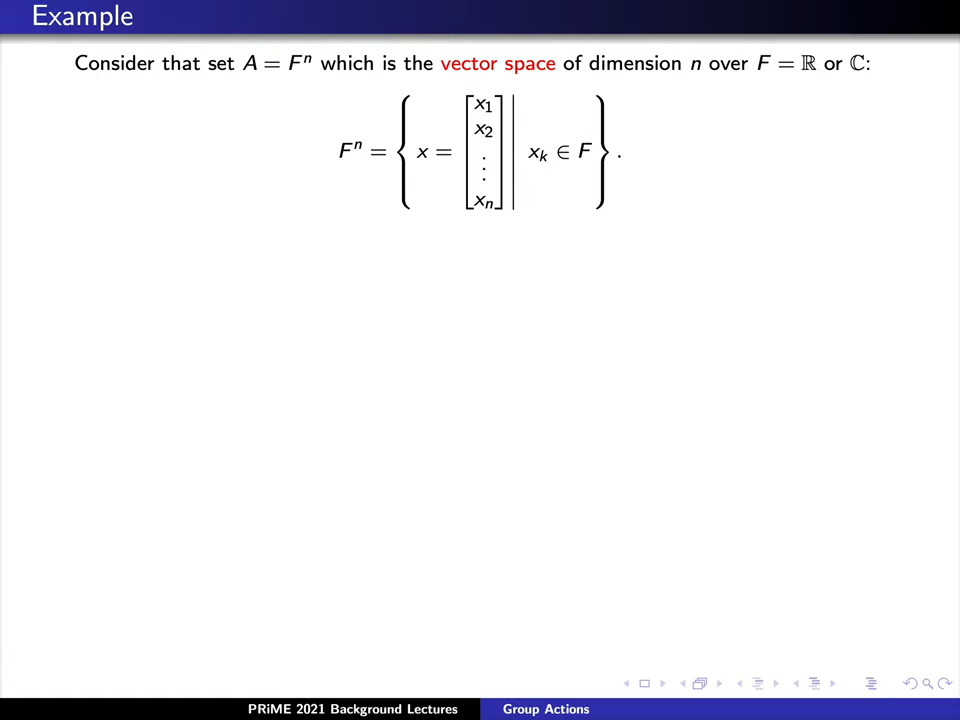 Example
Consider that set A = Fⁿ which is the vector space of dimension n over F = ℝ or ℂ:
Fⁿ = { x = [x₁ x₂ ⋮ xₙ] | xₖ ∈ F } .
PRiME 2021 Background Lectures
Group Actions